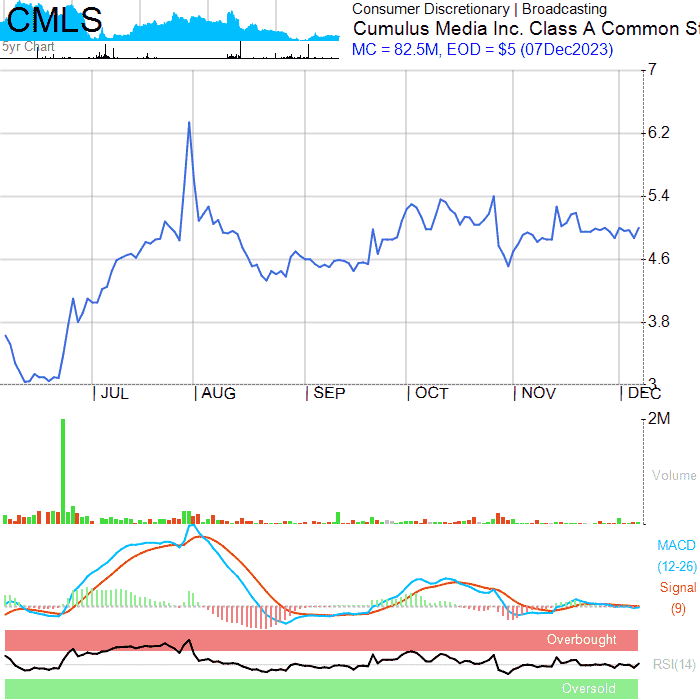 CMLS
5yr Chart
Consumer Discretionary | Broadcasting
Cumulus Media Inc. Class A Common St
MC = 82.5M, EOD = $5 (07Dec2023)
7
6.2
5.4
4.6
3.8
3
JUL AUG SEP OCT NOV DEC
2M
Volume
MACD
(12-26)
Signal
(9)
Overbought
RSI(14)
Oversold